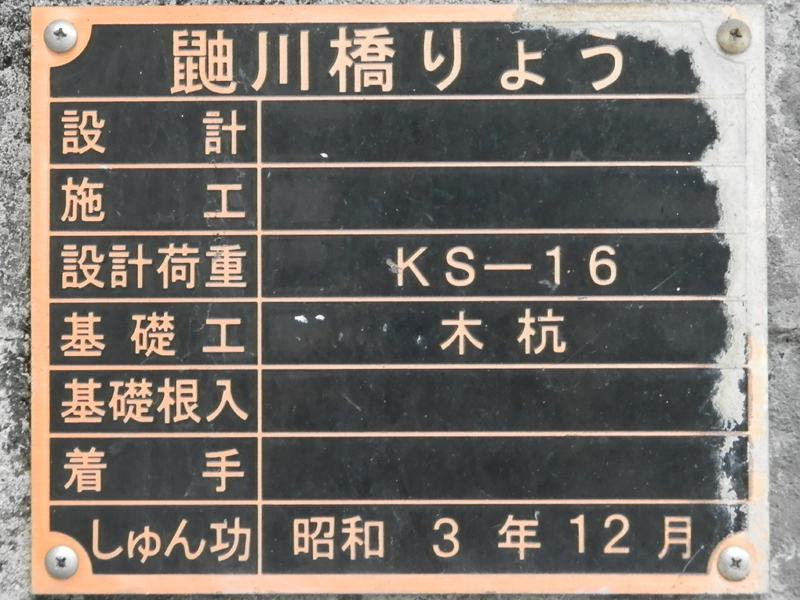 鼬川橋りょう
設計
施工
設計荷重 KS―16
基礎工 木杭
基礎根入
着手
しゅん功 昭和 3 年 12 月